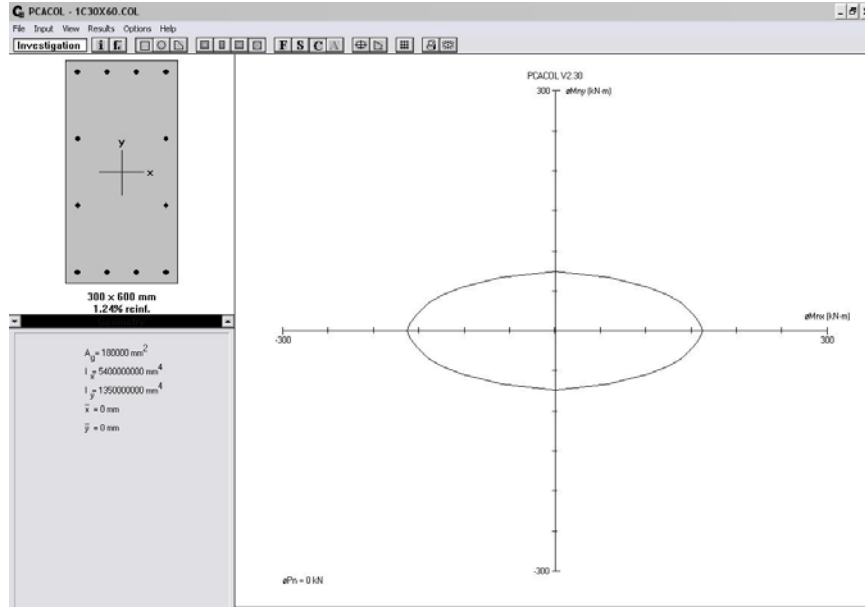 PCACOL - 1C30X60.COL
File Input View Results Options Help
Investigation
F S C A
y
x
300 x 600 mm
1.24% reinf.
Ag = 180000 mm2
Ix = 5400000000 mm4
Iy = 1350000000 mm4
x̄ = 0 mm
ȳ = 0 mm
PCACOL V2.30
300 øMny (kN-m)
øMnx (kN-m)
-300
300
-300
øPn = 0 kN